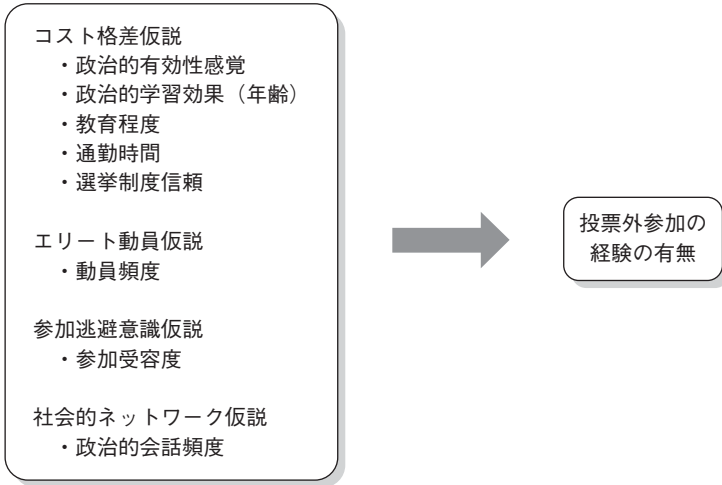 コスト格差仮説
・政治的有効性感覚
・政治的学習効果（年齢）
・教育程度
・通勤時間
・選挙制度信頼
エリート動員仮説
・動員頻度
参加逃避意識仮説
・参加受容度
社会的ネットワーク仮説
・政治的会話頻度
投票外参加の
経験の有無